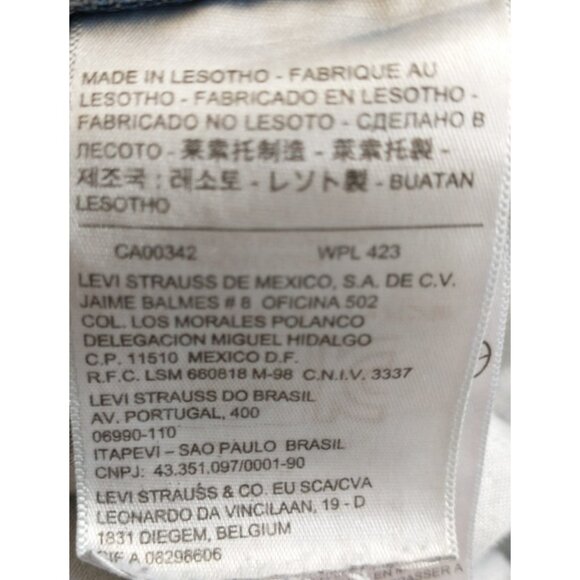 MADE IN LESOTHO - FABRIQUE AU
LESOTHO - FABRICADO EN LESOTHO -
FABRICADO NO LESOTO - СДЕЛАНО В
ЛЕСОТО - 莱索托制造 - 萊索托製 -
제조국 : 레소토 - レソト製 - BUATAN
LESOTHO
CA00342 WPL 423
LEVI STRAUSS DE MEXICO, S.A. DE C.V.
JAIME BALMES # 8 OFICINA 502
COL. LOS MORALES POLANCO
DELEGACION MIGUEL HIDALGO
C.P. 11510 MEXICO D.F.
R.F.C. LSM 660818 M-98 C.N.I.V. 3337
LEVI STRAUSS DO BRASIL
AV. PORTUGAL, 400
06990-110
ITAPEVI – SAO PAULO BRASIL
CNPJ: 43.351.097/0001-90
LEVI STRAUSS & CO. EU SCA/CVA
LEONARDO DA VINCILAAN, 19 - D
1831 DIEGEM, BELGIUM
CIF A 08298606